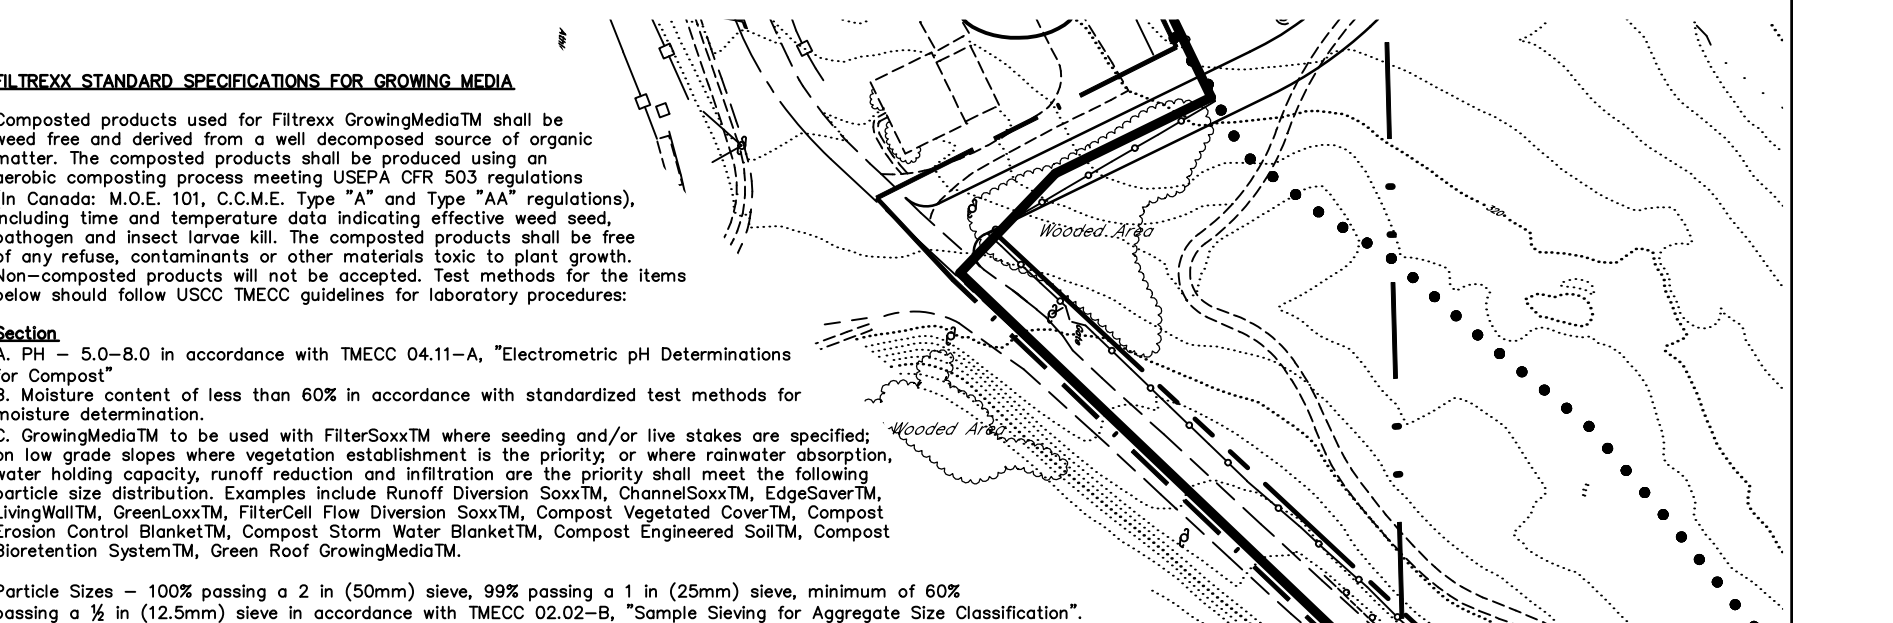 FILTREXX STANDARD SPECIFICATIONS FOR GROWING MEDIA
Composted products used for Filtrexx GrowingMediaTM shall be
weed free and derived from a well decomposed source of organic
matter. The composted products shall be produced using an
aerobic composting process meeting USEPA CFR 503 regulations
(In Canada: M.O.E. 101, C.C.M.E. Type "A" and Type "AA" regulations),
including time and temperature data indicating effective weed seed,
pathogen and insect larvae kill. The composted products shall be free
of any refuse, contaminants or other materials toxic to plant growth.
Non-composted products will not be accepted. Test methods for the items
below should follow USCC TMECC guidelines for laboratory procedures:
Section
A. PH - 5.0-8.0 in accordance with TMECC 04.11-A, "Electrometric pH Determinations
for Compost"
B. Moisture content of less than 60% in accordance with standardized test methods for
moisture determination.
C. GrowingMediaTM to be used with FilterSoxxTM where seeding and/or live stakes are specified;
on low grade slopes where vegetation establishment is the priority; or where rainwater absorption,
water holding capacity, runoff reduction and infiltration are the priority shall meet the following
particle size distribution. Examples include Runoff Diversion SoxxTM, ChannelSoxxTM, EdgeSaverTM,
LivingWallTM, GreenLoxxTM, FilterCell Flow Diversion SoxxTM, Compost Vegetated CoverTM, Compost
Erosion Control BlanketTM, Compost Storm Water BlanketTM, Compost Engineered SoilTM, Compost
Bioretention SystemTM, Green Roof GrowingMediaTM.
Particle Sizes - 100% passing a 2 in (50mm) sieve, 99% passing a 1 in (25mm) sieve, minimum of 60%
passing a ½ in (12.5mm) sieve in accordance with TMECC 02.02-B, "Sample Sieving for Aggregate Size Classification".
Wooded Area
Wooded Area
320